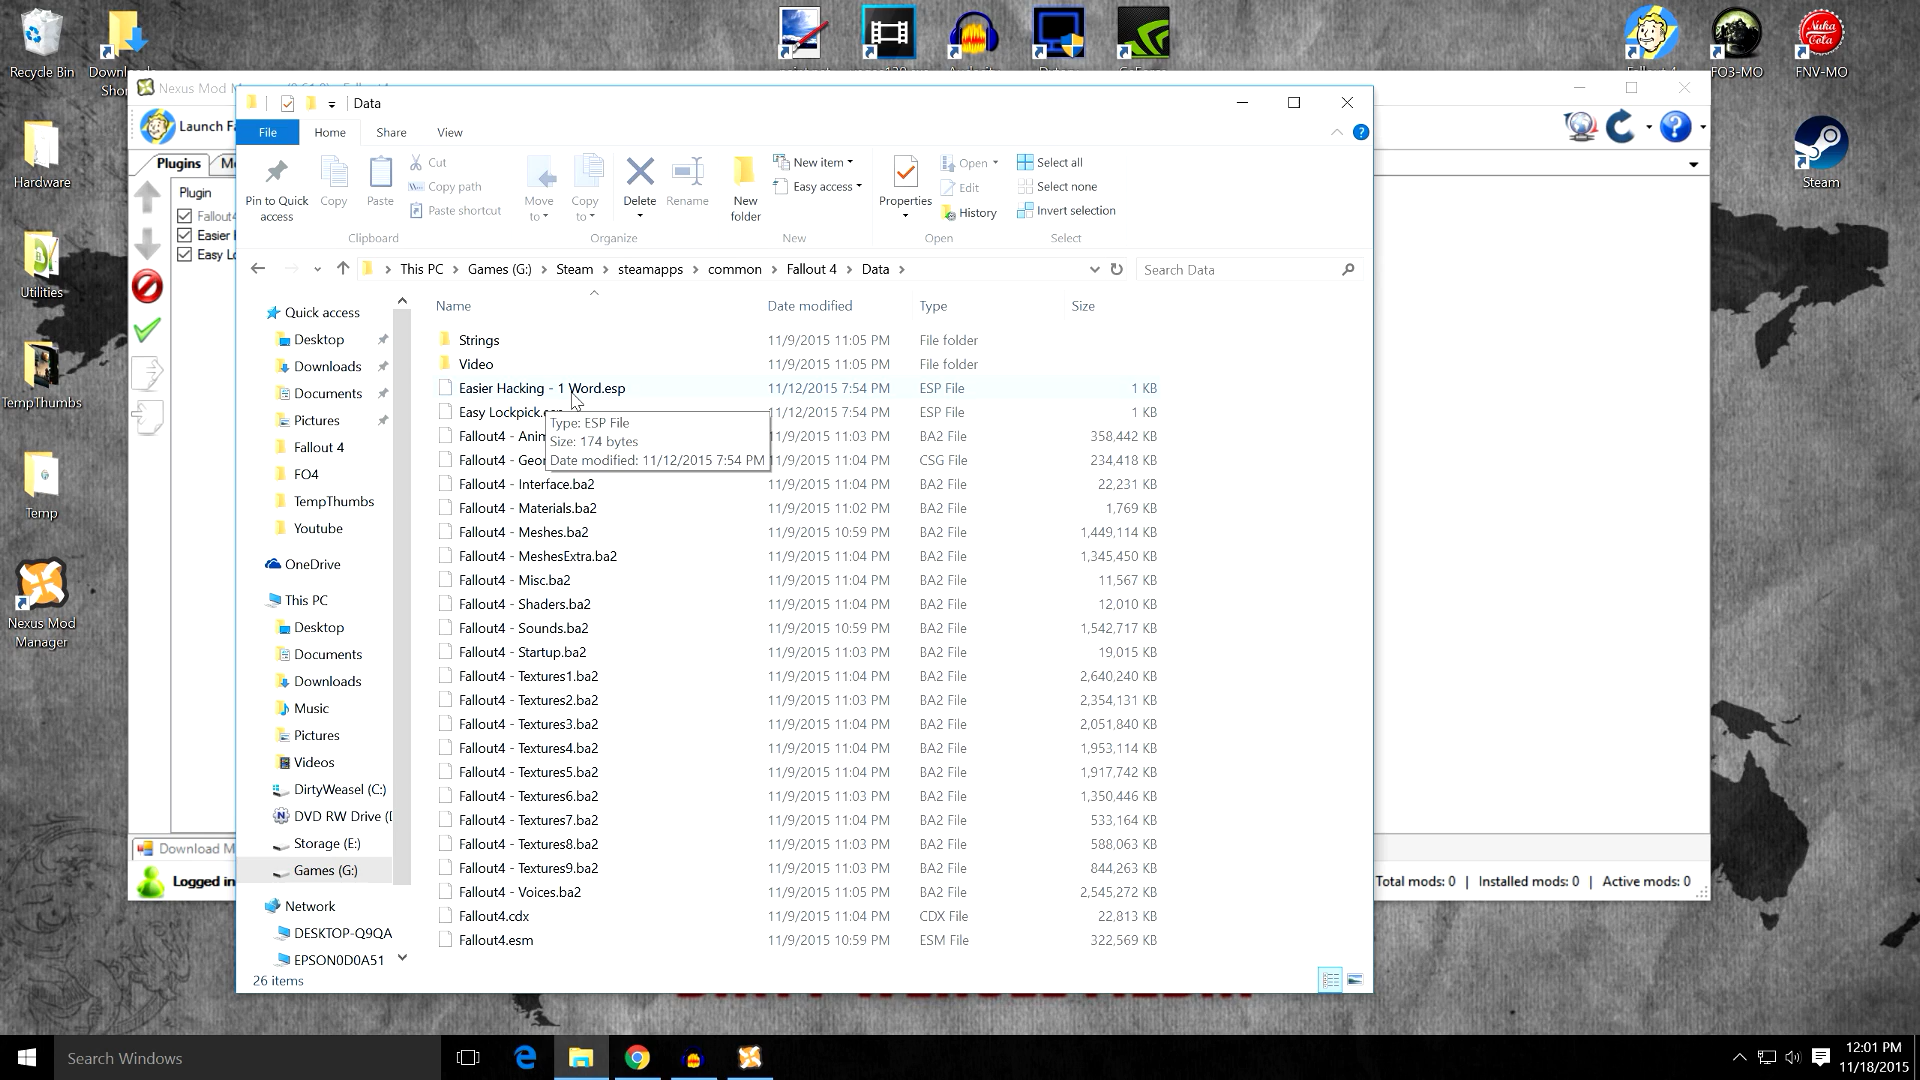 Recycle Bin
Hardware
Utilities
TempThumbs
Temp
Nexus Mod
Manager
FO3-MO
Nuka
Cola
FNV-MO
Steam
Launch
Plugins
Plugin
Easier
Easy
Logged in
Total mods: 0 | Installed mods: 0 | Active mods: 0
Data
File
Home
Share
View
Pin to Quick
access
Copy
Paste
Cut
Copy path
Paste shortcut
Clipboard
Move
to
Copy
to
Delete
Rename
Organize
New
folder
New item
Easy access
New
Properties
Open
Edit
History
Open
Select all
Select none
Invert selection
Select
This PC > Games (G:) > Steam > steamapps > common > Fallout 4 > Data >
Search Data
Quick access
Desktop
Downloads
Documents
Pictures
Fallout 4
FO4
TempThumbs
Youtube
OneDrive
This PC
Desktop
Documents
Downloads
Music
Pictures
Videos
DirtyWeasel (C:)
DVD RW Drive (
Storage (E:)
Games (G:)
Network
DESKTOP-Q9QA
EPSON0D0A51
Name Date modified Type Size
Strings 11/9/2015 11:05 PM File folder
Video 11/9/2015 11:05 PM File folder
Easier Hacking - 1 Word.esp 11/12/2015 7:54 PM ESP File 1 KB
Easy Lockpick. 11/12/2015 7:54 PM ESP File 1 KB
Type: ESP File
Size: 174 bytes
Date modified: 11/12/2015 7:54 PM
Fallout4 - Anim 11/9/2015 11:03 PM BA2 File 358,442 KB
Fallout4 - Geo 11/9/2015 11:04 PM CSG File 234,418 KB
Fallout4 - Interface.ba2 11/9/2015 11:04 PM BA2 File 22,231 KB
Fallout4 - Materials.ba2 11/9/2015 11:02 PM BA2 File 1,769 KB
Fallout4 - Meshes.ba2 11/9/2015 10:59 PM BA2 File 1,449,114 KB
Fallout4 - MeshesExtra.ba2 11/9/2015 11:04 PM BA2 File 1,345,450 KB
Fallout4 - Misc.ba2 11/9/2015 11:04 PM BA2 File 11,567 KB
Fallout4 - Shaders.ba2 11/9/2015 11:04 PM BA2 File 12,010 KB
Fallout4 - Sounds.ba2 11/9/2015 10:59 PM BA2 File 1,542,717 KB
Fallout4 - Startup.ba2 11/9/2015 11:03 PM BA2 File 19,015 KB
Fallout4 - Textures1.ba2 11/9/2015 11:04 PM BA2 File 2,640,240 KB
Fallout4 - Textures2.ba2 11/9/2015 11:03 PM BA2 File 2,354,131 KB
Fallout4 - Textures3.ba2 11/9/2015 11:04 PM BA2 File 2,051,840 KB
Fallout4 - Textures4.ba2 11/9/2015 11:04 PM BA2 File 1,953,114 KB
Fallout4 - Textures5.ba2 11/9/2015 11:04 PM BA2 File 1,917,742 KB
Fallout4 - Textures6.ba2 11/9/2015 11:03 PM BA2 File 1,350,446 KB
Fallout4 - Textures7.ba2 11/9/2015 11:04 PM BA2 File 533,164 KB
Fallout4 - Textures8.ba2 11/9/2015 11:04 PM BA2 File 588,063 KB
Fallout4 - Textures9.ba2 11/9/2015 11:03 PM BA2 File 844,263 KB
Fallout4 - Voices.ba2 11/9/2015 11:05 PM BA2 File 2,545,272 KB
Fallout4.cdx 11/9/2015 11:04 PM CDX File 22,813 KB
Fallout4.esm 11/9/2015 10:59 PM ESM File 322,569 KB
26 items
Search Windows
12:01 PM
11/18/2015